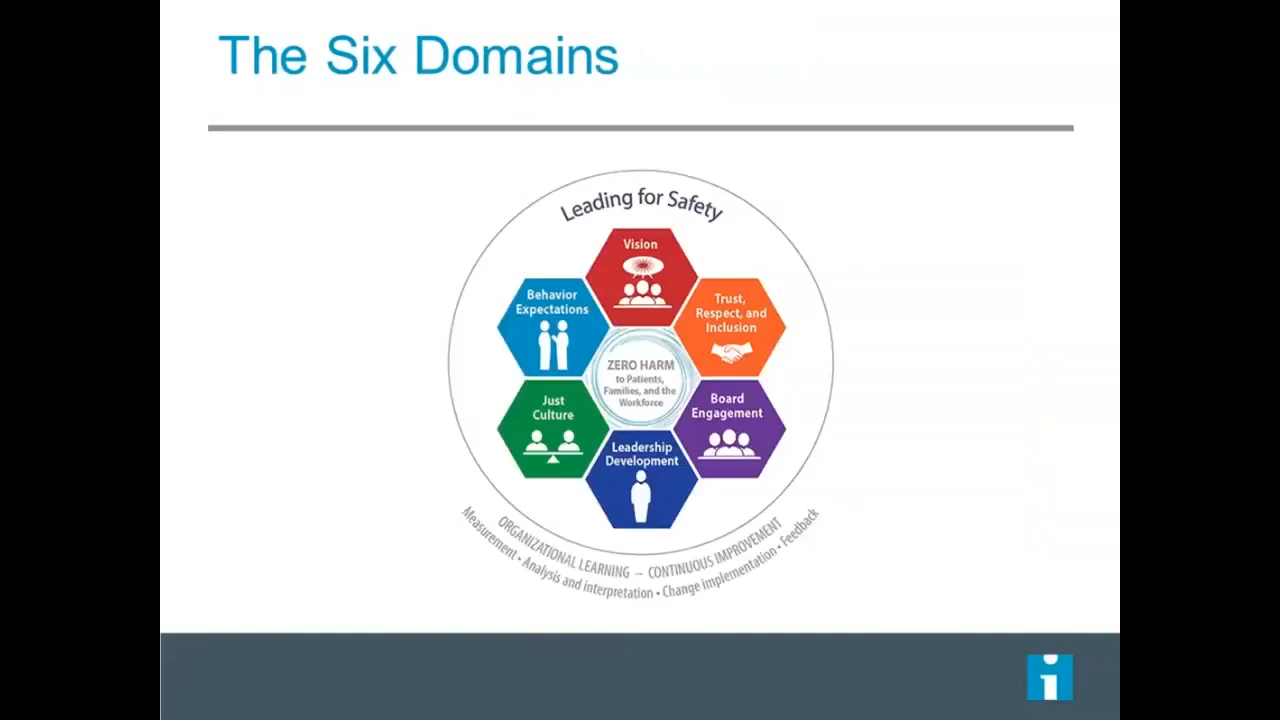 The Six Domains
Leading for Safety
Vision
Trust,
Respect, and
Inclusion
Board
Engagement
Leadership
Development
Just
Culture
Behavior
Expectations
ZERO HARM
to Patients,
Families, and the
Workforce
ORGANIZATIONAL LEARNING – CONTINUOUS IMPROVEMENT
Measurement • Analysis and interpretation • Change implementation • Feedback
i